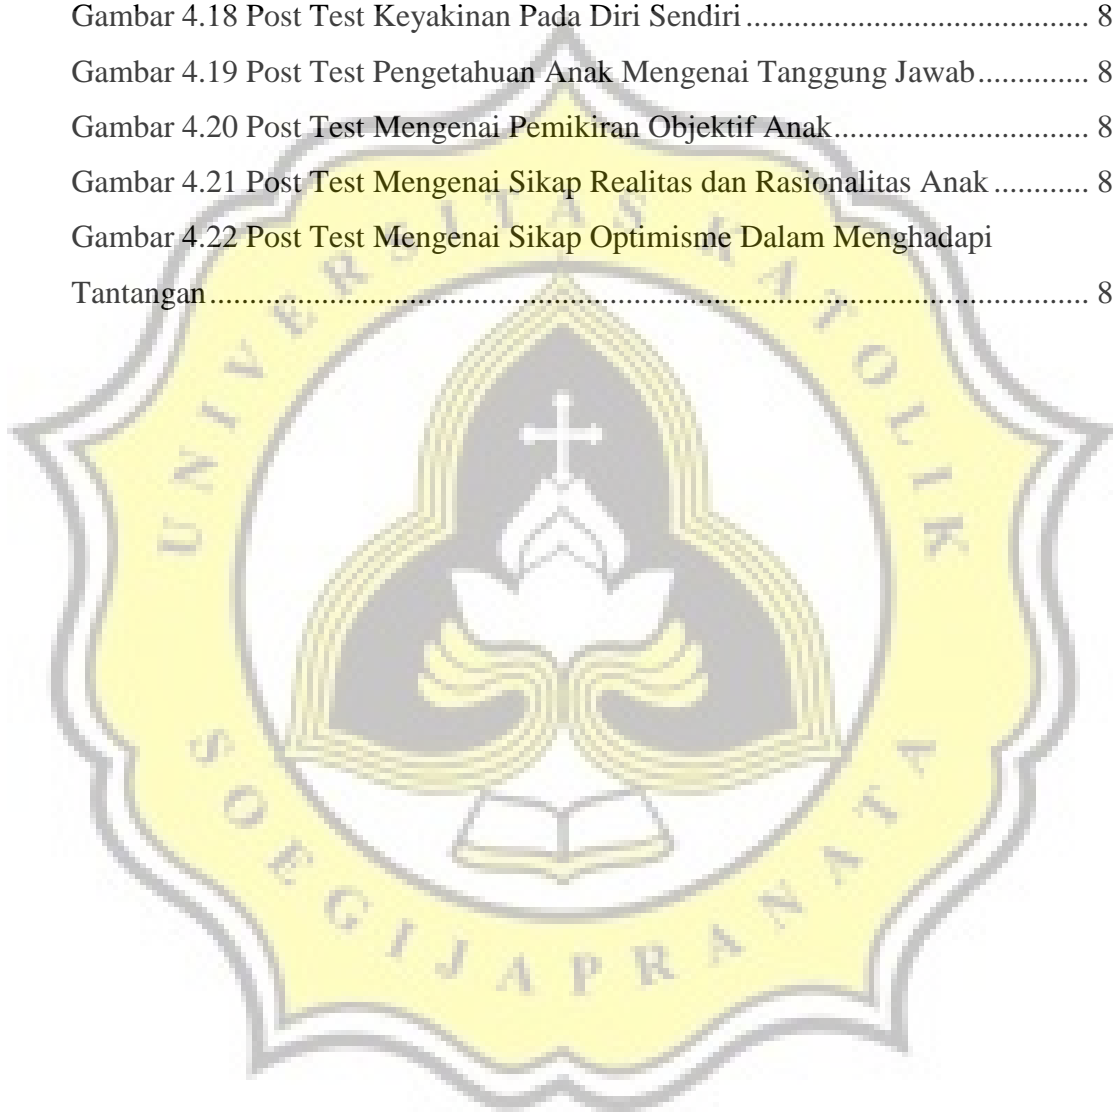 Gambar 4.18 Post Test Keyakinan Pada Diri Sendiri ........................................ 8
Gambar 4.19 Post Test Pengetahuan Anak Mengenai Tanggung Jawab.............. 8
Gambar 4.20 Post Test Mengenai Pemikiran Objektif Anak............................... 8
Gambar 4.21 Post Test Mengenai Sikap Realitas dan Rasionalitas Anak ............ 8
Gambar 4.22 Post Test Mengenai Sikap Optimisme Dalam Menghadapi
Tantangan ........................................................................................................ 8
UNIVERSITAS KATOLIK
SOEGIJAPRANATA